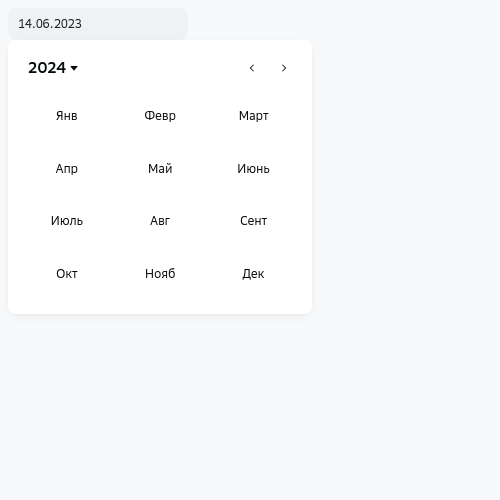 14.06.2023
2024
Янв Февр Март
Апр Май Июнь
Июль Авг Сент
Окт Нояб Дек